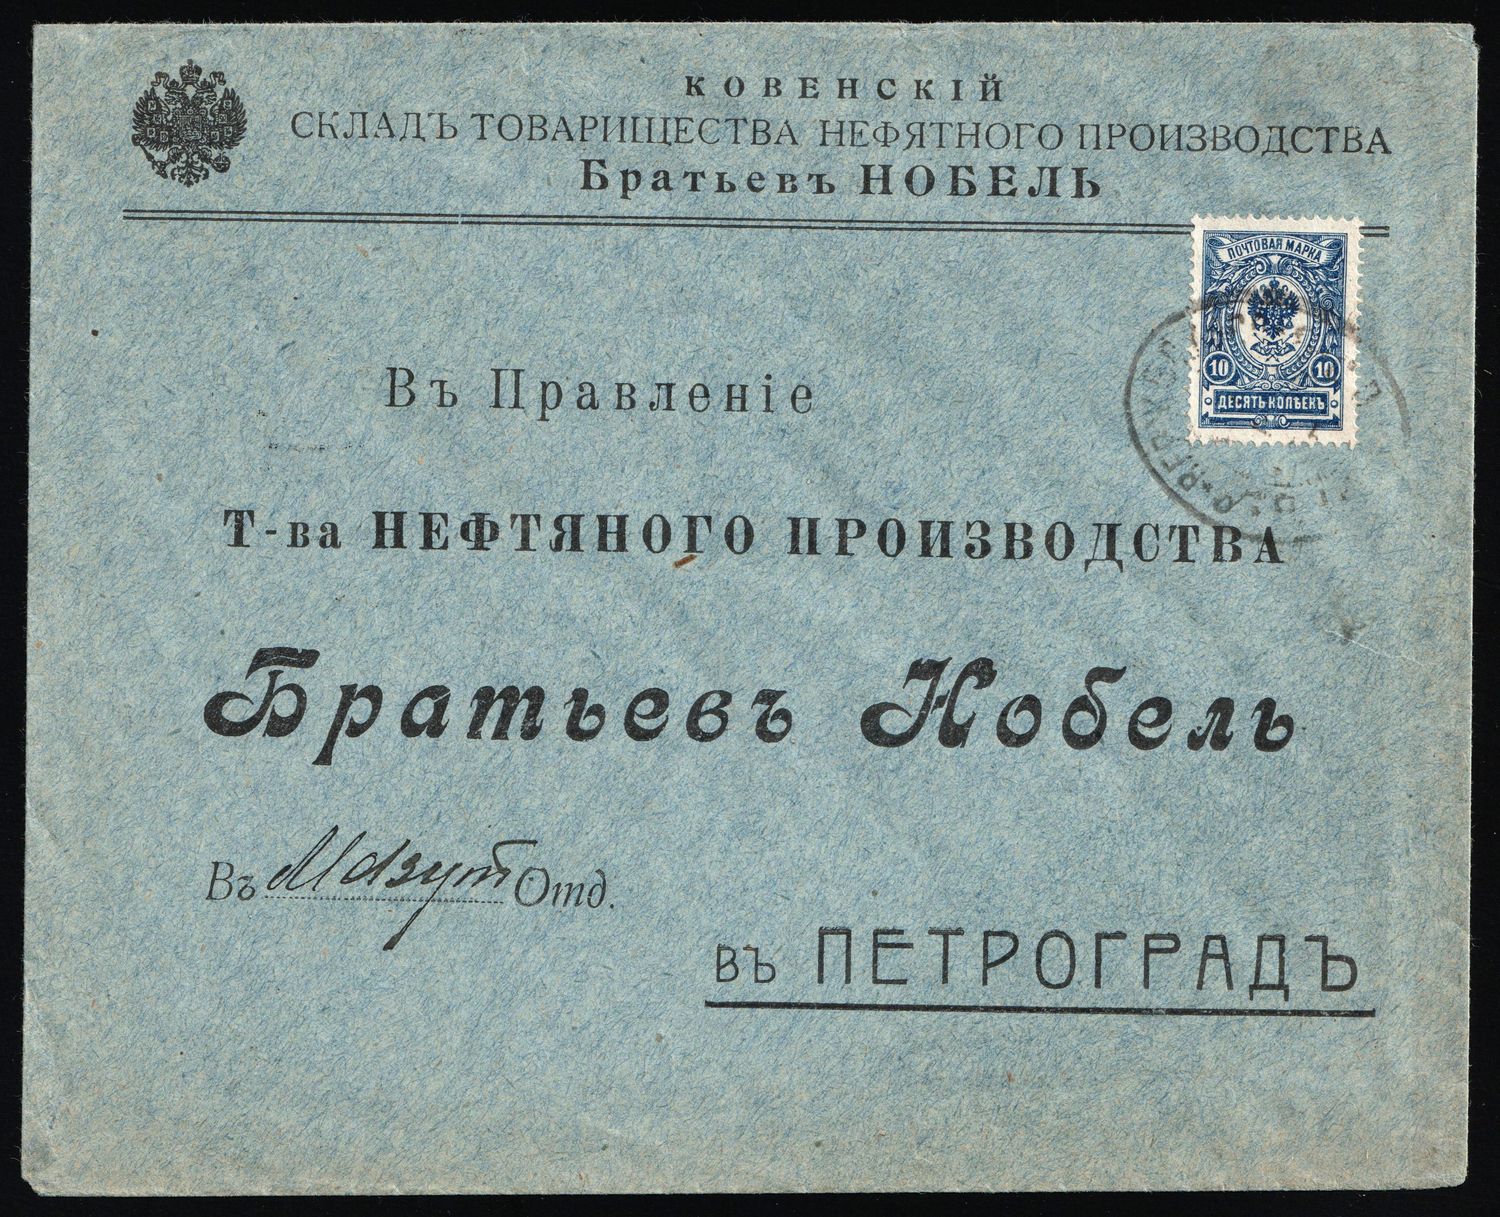 КОВЕНСКІЙ
СКЛАДЪ ТОВАРИЩЕСТВА НЕФЯТНОГО ПРОИЗВОДСТВА
Братьевъ НОБЕЛЬ
ПОЧТОВАЯ МАРКА
10 10
ДЕСЯТЬ КОПѢЕКЪ
Въ Правленіе
Т-ва НЕФТЯНОГО ПРОИЗВОДСТВА
Братьевъ Нобель
Въ Мазут Отд.
въ ПЕТРОГРАДЪ